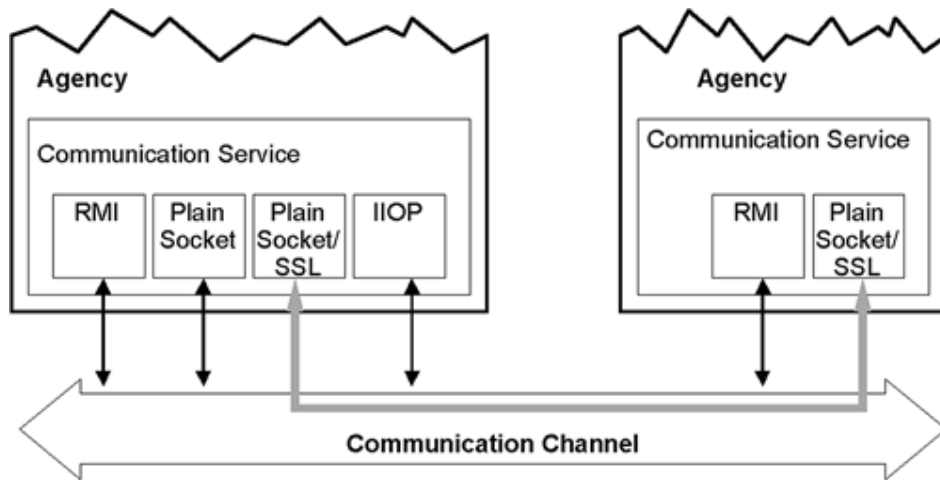 Agency
Communication Service
RMI
Plain
Socket
Plain
Socket/
SSL
IIOP
Agency
Communication Service
RMI
Plain
Socket/
SSL
Communication Channel